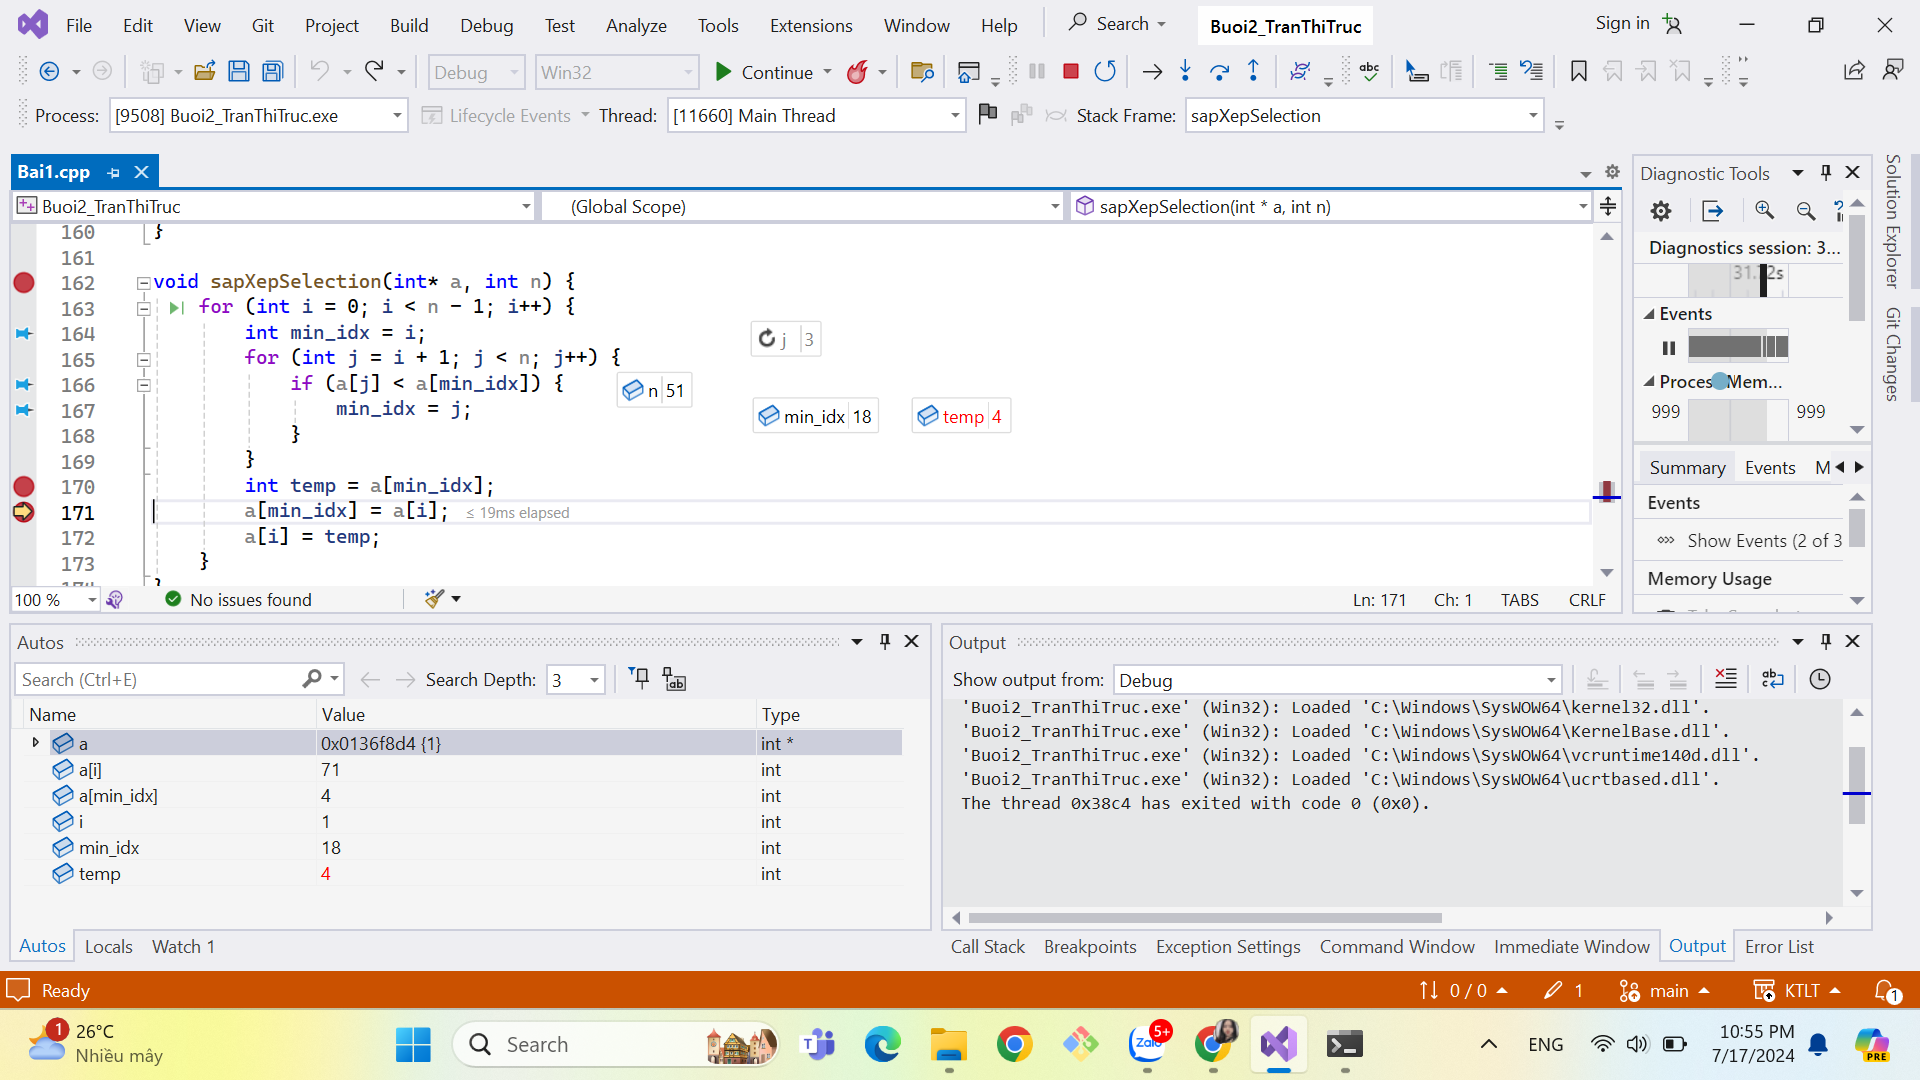 File Edit View Git Project Build Debug Test Analyze Tools Extensions Window Help Search Buoi2_TranThiTruc Sign in
Debug Win32 Continue
Process: [9508] Buoi2_TranThiTruc.exe Lifecycle Events Thread: [11660] Main Thread Stack Frame: sapXepSelection
Bai1.cpp
Buoi2_TranThiTruc (Global Scope) sapXepSelection(int * a, int n)
160 }
161
162 void sapXepSelection(int* a, int n) {
163 for (int i = 0; i < n - 1; i++) {
164 int min_idx = i; j 3
165 for (int j = i + 1; j < n; j++) {
166 if (a[j] < a[min_idx]) { n 51
167 min_idx = j; min_idx 18 temp 4
168 }
169 }
170 int temp = a[min_idx];
171 a[min_idx] = a[i]; ≤ 19ms elapsed
172 a[i] = temp;
173 }
100 % No issues found Ln: 171 Ch: 1 TABS CRLF
Diagnostic Tools
Diagnostics session: 3...
Events
999 999
Summary Events M
Events
Show Events (2 of 3
Memory Usage
Solution Explorer
Git Changes
Autos
Search (Ctrl+E) Search Depth: 3
Name Value Type
a 0x0136f8d4 {1} int *
a[i] 71 int
a[min_idx] 4 int
i 1 int
min_idx 18 int
temp 4 int
Autos Locals Watch 1
Output
Show output from: Debug
'Buoi2_TranThiTruc.exe' (Win32): Loaded 'C:\Windows\SysWOW64\kernel32.dll'.
'Buoi2_TranThiTruc.exe' (Win32): Loaded 'C:\Windows\SysWOW64\KernelBase.dll'.
'Buoi2_TranThiTruc.exe' (Win32): Loaded 'C:\Windows\SysWOW64\vcruntime140d.dll'.
'Buoi2_TranThiTruc.exe' (Win32): Loaded 'C:\Windows\SysWOW64\ucrtbased.dll'.
The thread 0x38c4 has exited with code 0 (0x0).
Call Stack Breakpoints Exception Settings Command Window Immediate Window Output Error List
Ready 0 / 0 1 main KTLT 1
1 26°C
Nhiều mây
Search
5+
Zalo
ENG
10:55 PM
7/17/2024
PRE